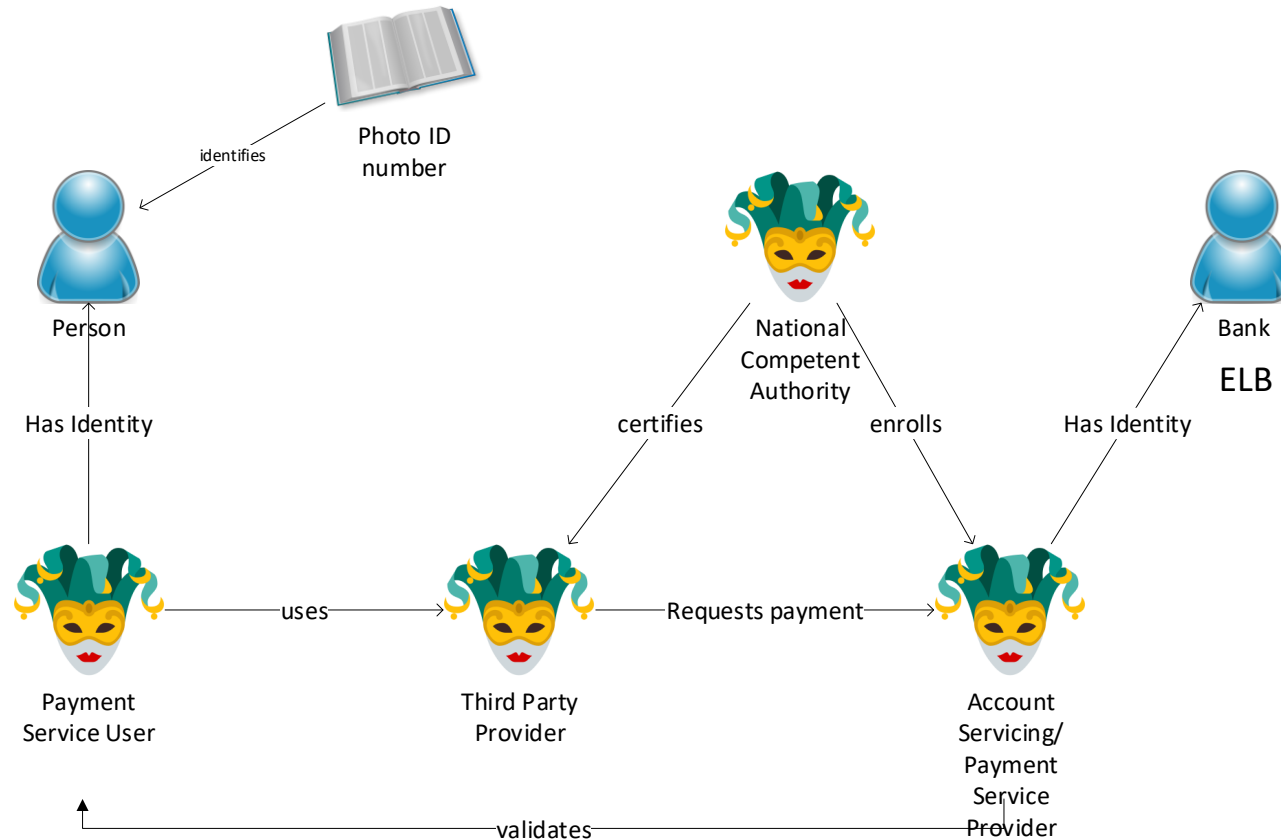 Photo ID
number
identifies
Person
National
Competent
Authority
Bank
ELB
Has Identity
certifies
enrolls
Has Identity
uses
Requests payment
Payment
Service User
Third Party
Provider
Account
Servicing/
Payment
Service
Provider
validates